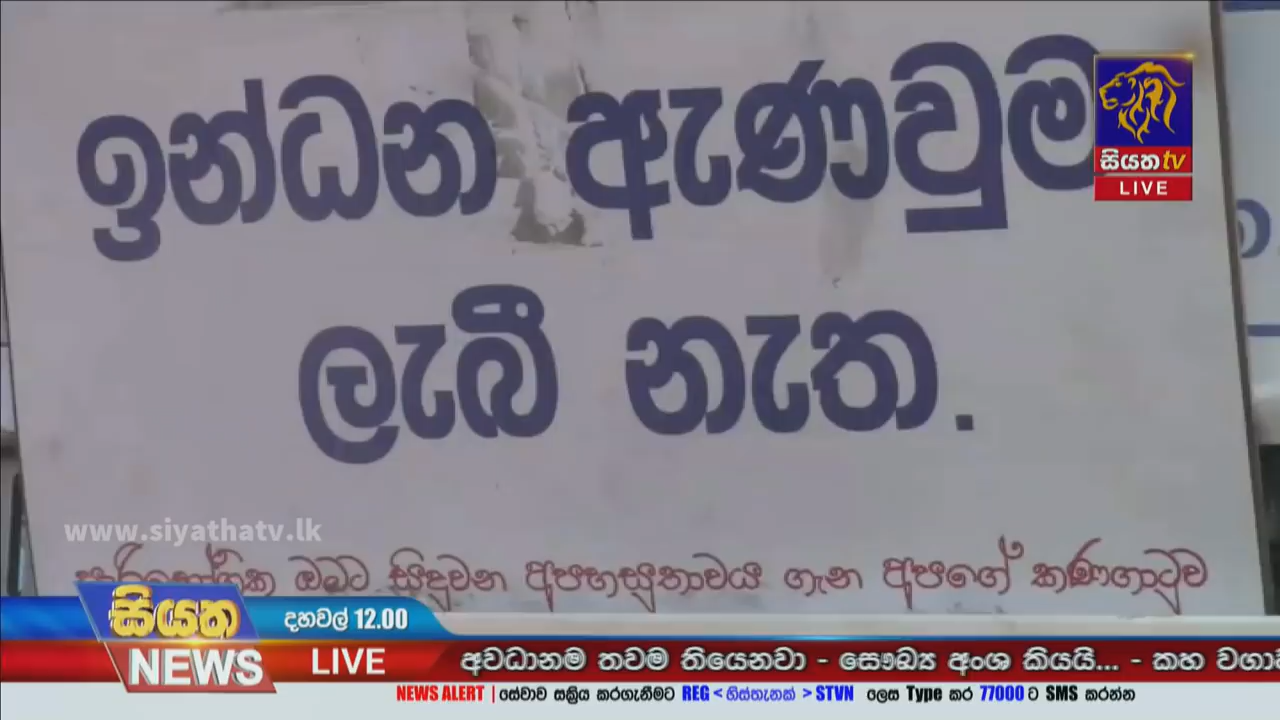 ඉන්ධන ඇණවුම
සියත tv
LIVE
ලැබී නැත.
www.siyathatv.lk
පාරිභෝගික ඔබට සිදුවන අපහසුතාවය ගැන අපගේ කණගාටුව
සියත දහවල් 12.00
NEWS LIVE අවධානම තවම තියෙනවා - සෞඛ්‍ය අංශ කියයි... - කහ වගාව
NEWS ALERT | සේවාව සක්‍රිය කරගැනීමට REG < හිස්තැනක් > STVN ලෙස Type කර 77000 ට SMS කරන්න